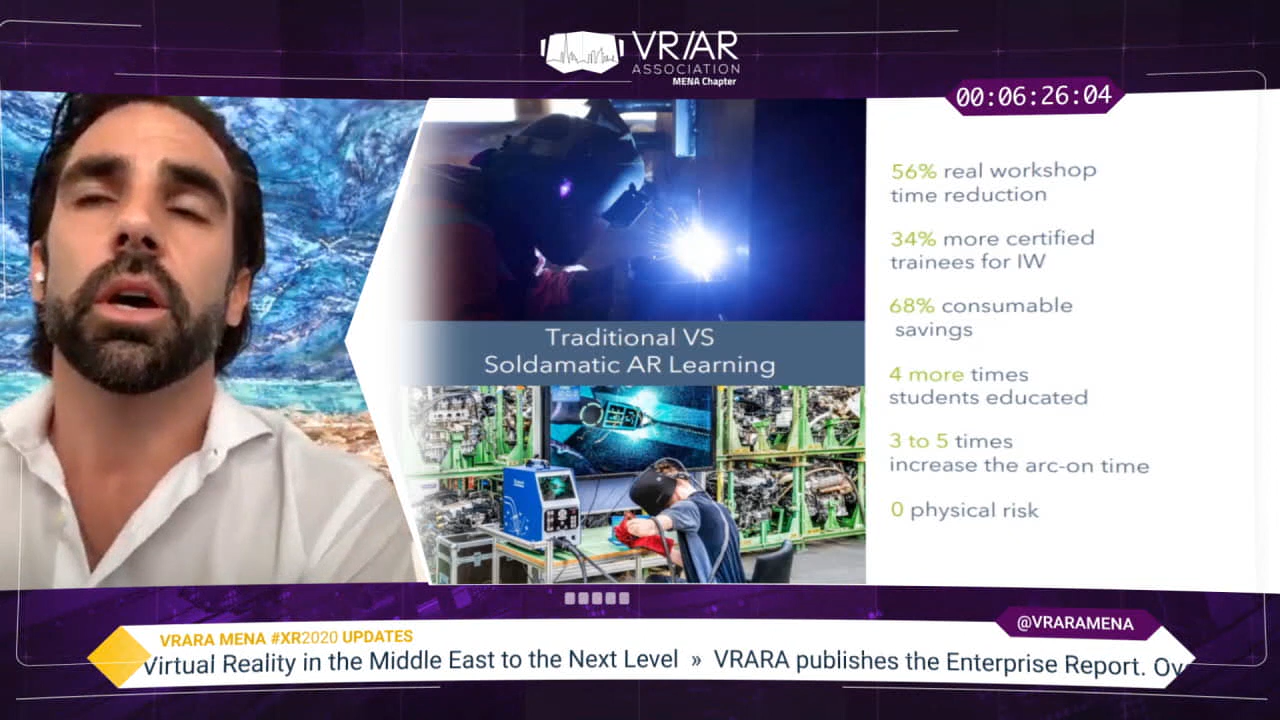 VR/AR
ASSOCIATION
MENA Chapter
00:06:26:04
56% real workshop
time reduction
34% more certified
trainees for IW
68% consumable
savings
4 more times
students educated
3 to 5 times
increase the arc-on time
0 physical risk
Traditional VS
Soldamatic AR Learning
@VRARAMENA
VRARA MENA #XR2020 UPDATES
Virtual Reality in the Middle East to the Next Level » VRARA publishes the Enterprise Report.